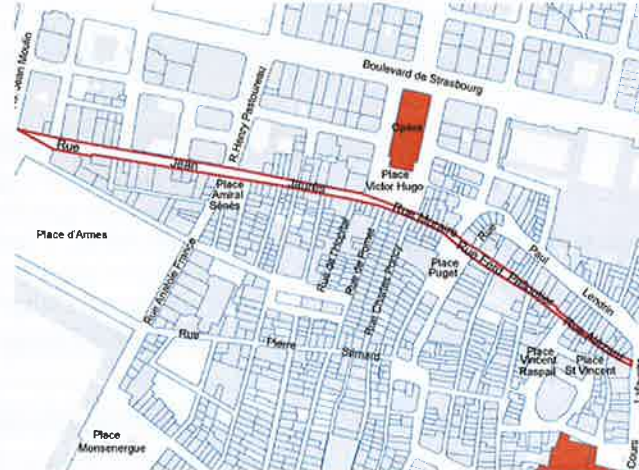 Jean Moulin
Boulevard de Strasbourg
R. Henry Pastoureau
Opéra
Place
Victor Hugo
Rue Jean Jaurès
Place
Amiral
Sénès
Place d'Armes
Rue Anatole France
Rue de l'Hôpital
Rue de Pomet
Rue Charles Poncy
Rue
Place
Puget
Rue Paul Lendrin
Rue
Place
Vincent
Raspail
Place
St Vincent
Rue Pierre Sémard
Place
Monsenergue
Cours